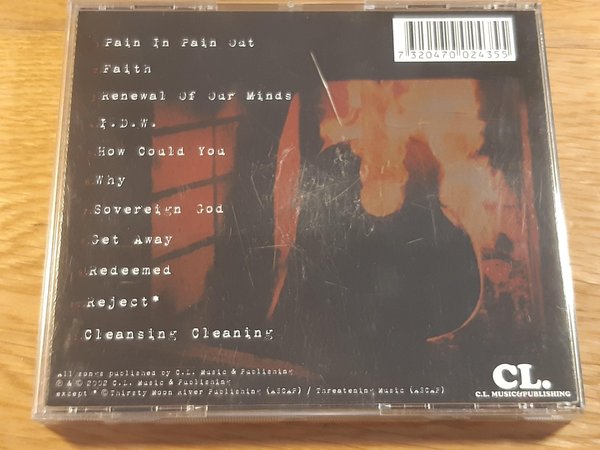 Pain In Pain Out
Faith
Renewal Of Our Minds
I.D.W.
How Could You
Why
Sovereign God
Get Away
Redeemed
Reject*
Cleansing Cleaning
7 320470 024355
All songs published by C.L. Music & Publishing
℗ & © 2002 C.L. Music & Publishing
except * © Thirsty Moon River Publishing (ASCAP) / Threatening Music (ASCAP)
CL.
C.L. MUSIC&PUBLISHING